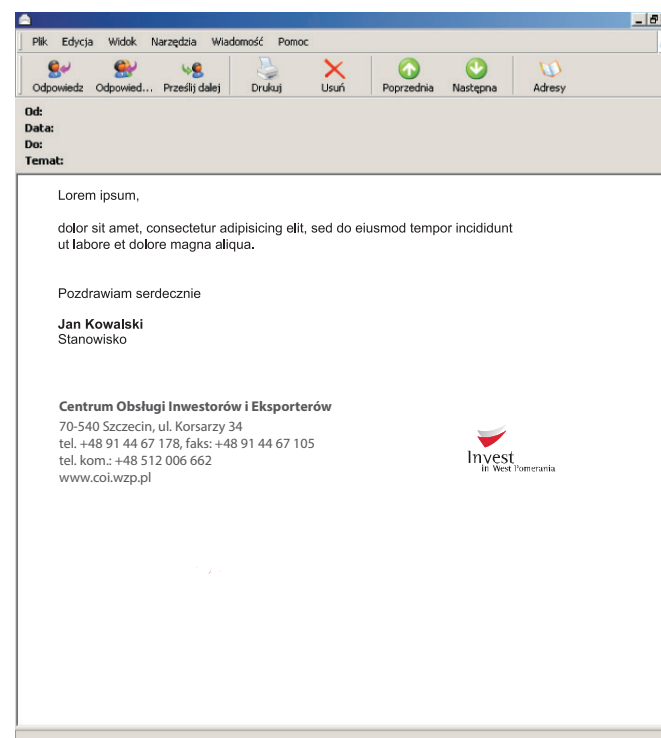 Plik Edycja Widok Narzędzia Wiadomość Pomoc
Odpowiedz Odpowied... Prześlij dalej Drukuj Usuń Poprzednia Następna Adresy
Od:
Data:
Do:
Temat:
Lorem ipsum,
dolor sit amet, consectetur adipisicing elit, sed do eiusmod tempor incididunt
ut labore et dolore magna aliqua.
Pozdrawiam serdecznie
Jan Kowalski
Stanowisko
Centrum Obsługi Inwestorów i Eksporterów
70-540 Szczecin, ul. Korsarzy 34
tel. +48 91 44 67 178, faks: +48 91 44 67 105
tel. kom.: +48 512 006 662
www.coi.wzp.pl
Invest
in West Pomerania